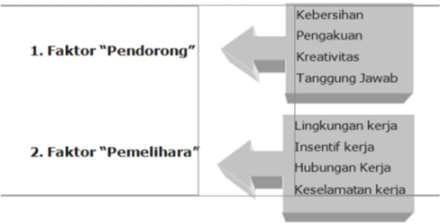 Kebersihan
Pengakuan
1. Faktor “Pendorong”
Kreativitas
Tanggung Jawab
Lingkungan kerja
Insentif kerja
2. Faktor “Pemelihara”
Hubungan Kerja
Keselamatan kerja